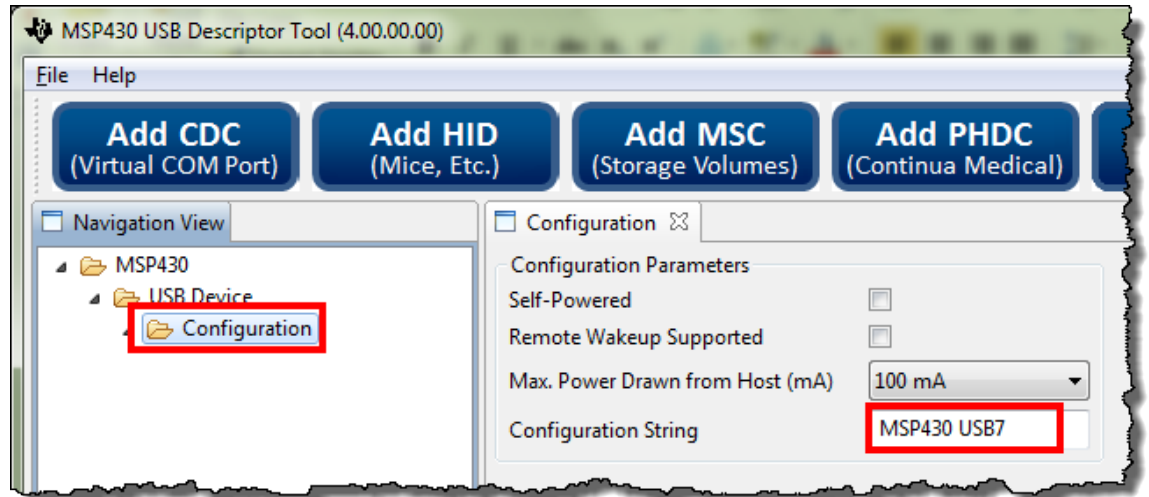 MSP430 USB Descriptor Tool (4.00.00.00)
File Help
Add CDC
(Virtual COM Port)
Add HID
(Mice, Etc.)
Add MSC
(Storage Volumes)
Add PHDC
(Continua Medical)
Navigation View
MSP430
USB Device
Configuration
Configuration
Configuration Parameters
Self-Powered
Remote Wakeup Supported
Max. Power Drawn from Host (mA) 100 mA
Configuration String MSP430 USB7